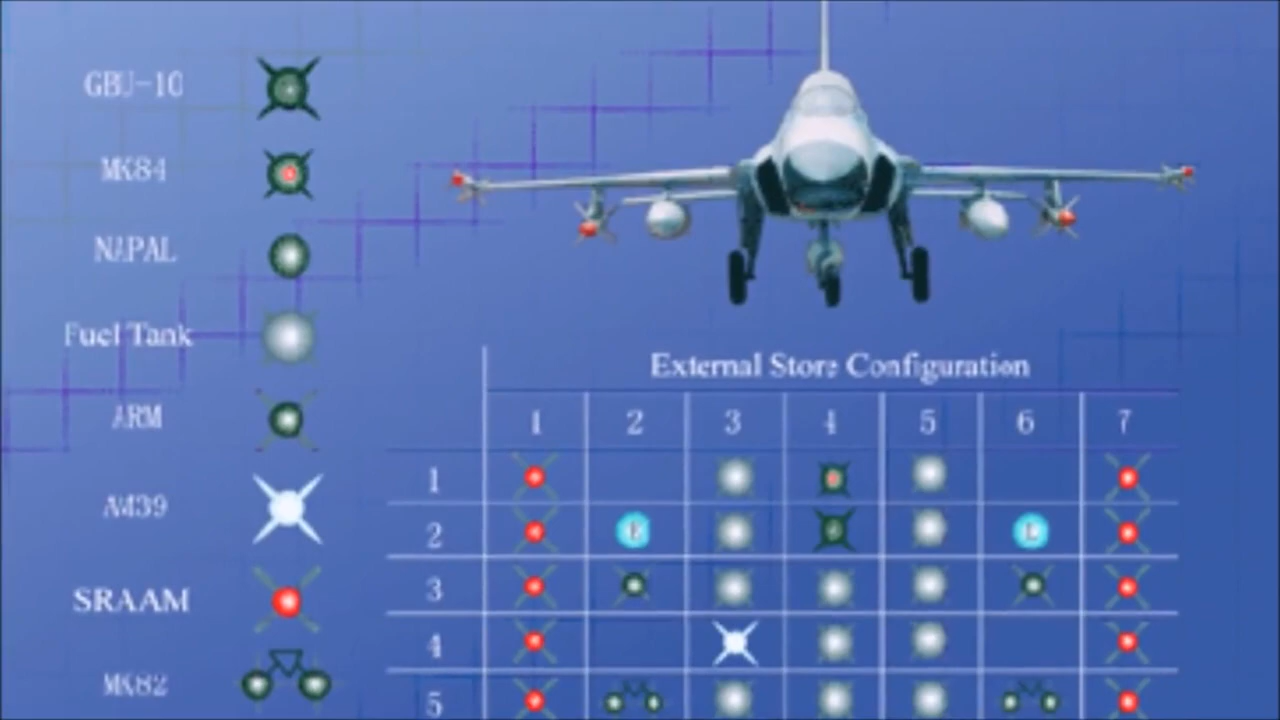 GBU-10
MK84
NAPAL
Fuel Tank
ARM
A439
SRAAM
MK82
External Store Configuration
1 2 3 4 5 6 7
1
2
3
4
5